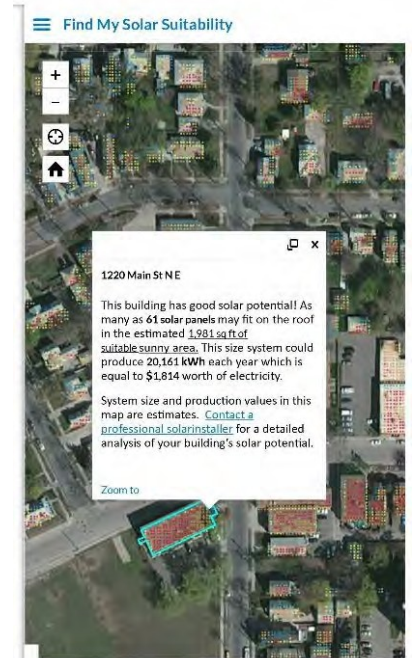 Find My Solar Suitability
+
−
x
1220 Main St N E
This building has good solar potential! As
many as 61 solar panels may fit on the roof
in the estimated 1,981 sq ft of
suitable sunny area. This size system could
produce 20,161 kWh each year which is
equal to $1,814 worth of electricity.
System size and production values in this
map are estimates. Contact a
professional solarinstaller for a detailed
analysis of your building's solar potential.
Zoom to